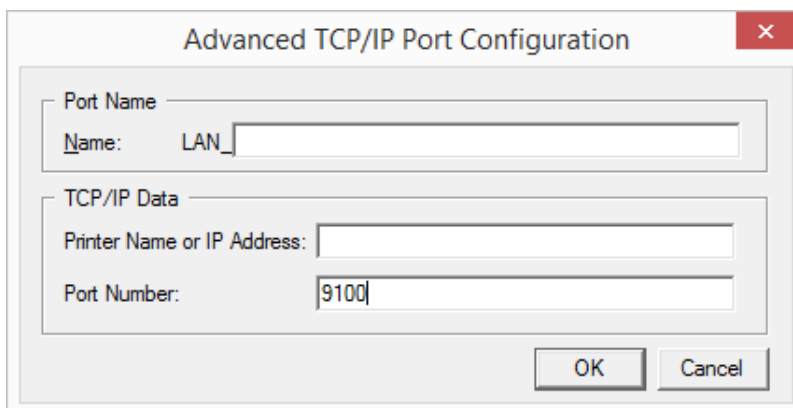 Advanced TCP/IP Port Configuration
Port Name
Name: LAN_
TCP/IP Data
Printer Name or IP Address:
Port Number: 9100
OK Cancel